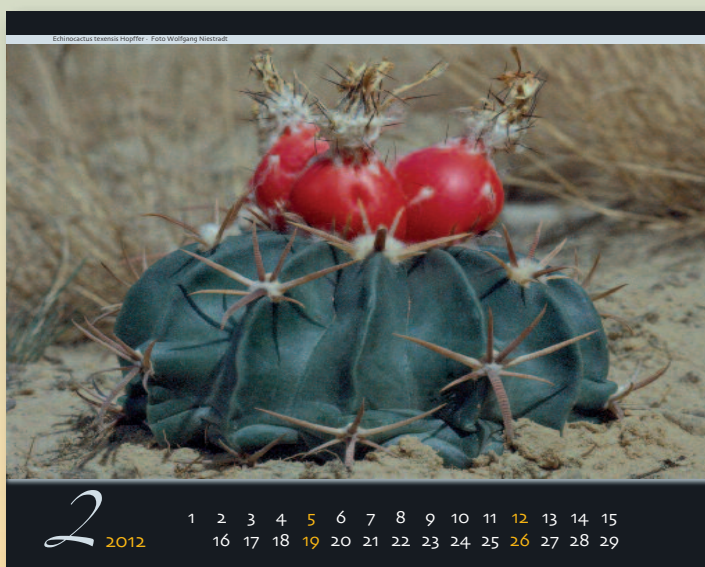 Echinocactus texensis Hopffer - Foto Wolfgang Niestradt
2 2012
1 2 3 4 5 6 7 8 9 10 11 12 13 14 15
16 17 18 19 20 21 22 23 24 25 26 27 28 29